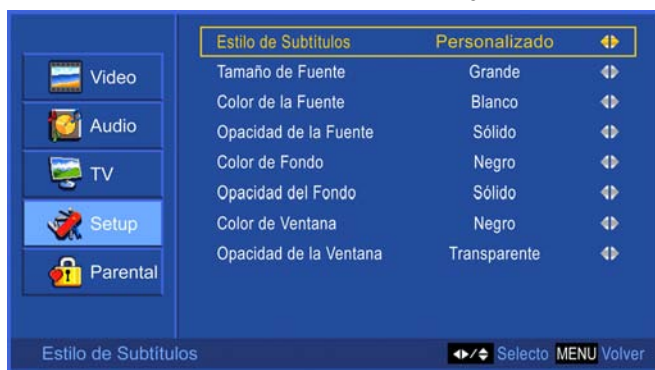 Video
Audio
TV
Setup
Parental
Estilo de Subtítulos Personalizado
Tamaño de Fuente Grande
Color de la Fuente Blanco
Opacidad de la Fuente Sólido
Color de Fondo Negro
Opacidad del Fondo Sólido
Color de Ventana Negro
Opacidad de la Ventana Transparente
Estilo de Subtítulos Selecto MENU Volver